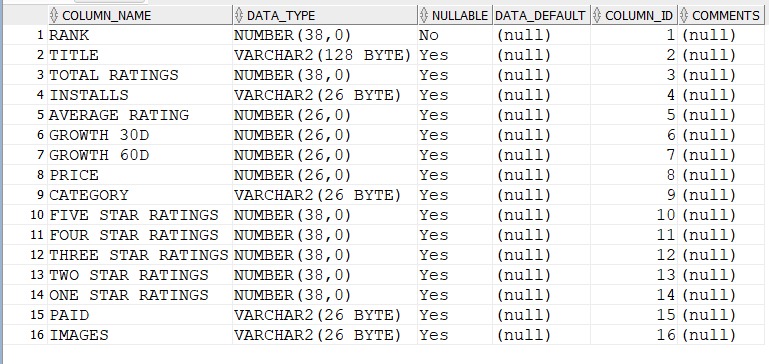 COLUMN_NAME DATA_TYPE NULLABLE DATA_DEFAULT COLUMN_ID COMMENTS
1 RANK NUMBER(38,0) No (null) 1 (null)
2 TITLE VARCHAR2(128 BYTE) Yes (null) 2 (null)
3 TOTAL RATINGS NUMBER(38,0) Yes (null) 3 (null)
4 INSTALLS VARCHAR2(26 BYTE) Yes (null) 4 (null)
5 AVERAGE RATING NUMBER(26,0) Yes (null) 5 (null)
6 GROWTH 30D NUMBER(26,0) Yes (null) 6 (null)
7 GROWTH 60D NUMBER(26,0) Yes (null) 7 (null)
8 PRICE NUMBER(26,0) Yes (null) 8 (null)
9 CATEGORY VARCHAR2(26 BYTE) Yes (null) 9 (null)
10 FIVE STAR RATINGS NUMBER(38,0) Yes (null) 10 (null)
11 FOUR STAR RATINGS NUMBER(38,0) Yes (null) 11 (null)
12 THREE STAR RATINGS NUMBER(38,0) Yes (null) 12 (null)
13 TWO STAR RATINGS NUMBER(38,0) Yes (null) 13 (null)
14 ONE STAR RATINGS NUMBER(38,0) Yes (null) 14 (null)
15 PAID VARCHAR2(26 BYTE) Yes (null) 15 (null)
16 IMAGES VARCHAR2(26 BYTE) Yes (null) 16 (null)